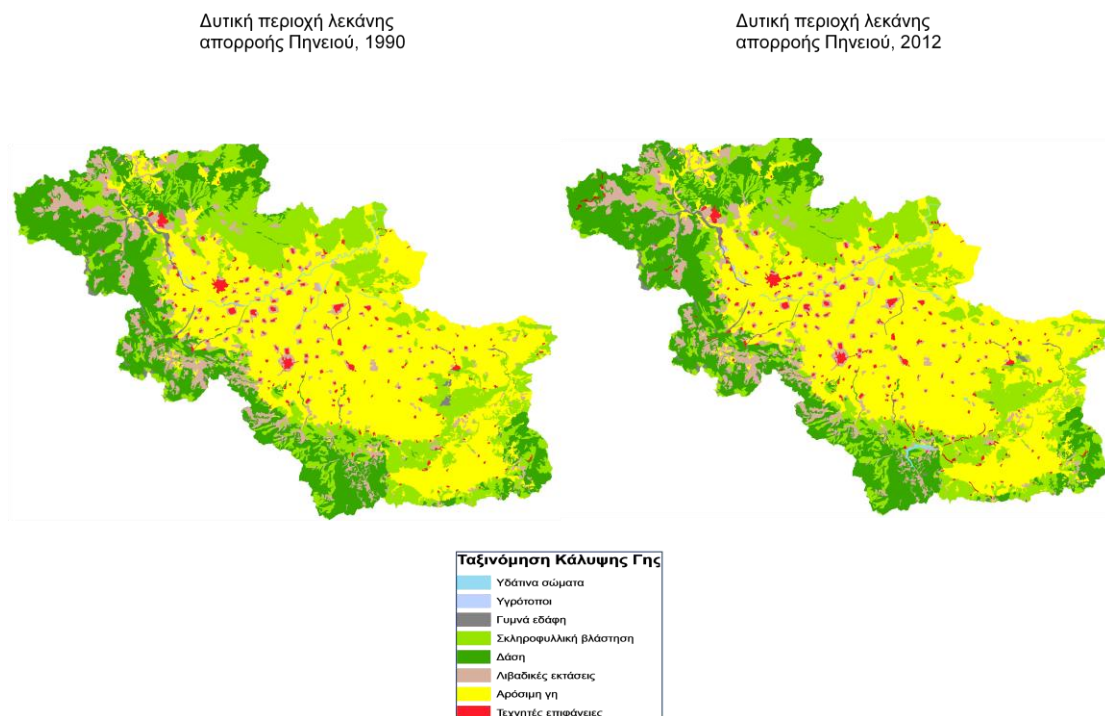 Δυτική περιοχή λεκάνης
απορροής Πηνειού, 1990
Δυτική περιοχή λεκάνης
απορροής Πηνειού, 2012
Ταξινόμηση Κάλυψης Γης
Υδάτινα σώματα
Υγρότοποι
Γυμνά εδάφη
Σκληροφυλλική βλάστηση
Δάση
Λιβαδικές εκτάσεις
Αρόσιμη γη
Τεχνητές επιφάνειες